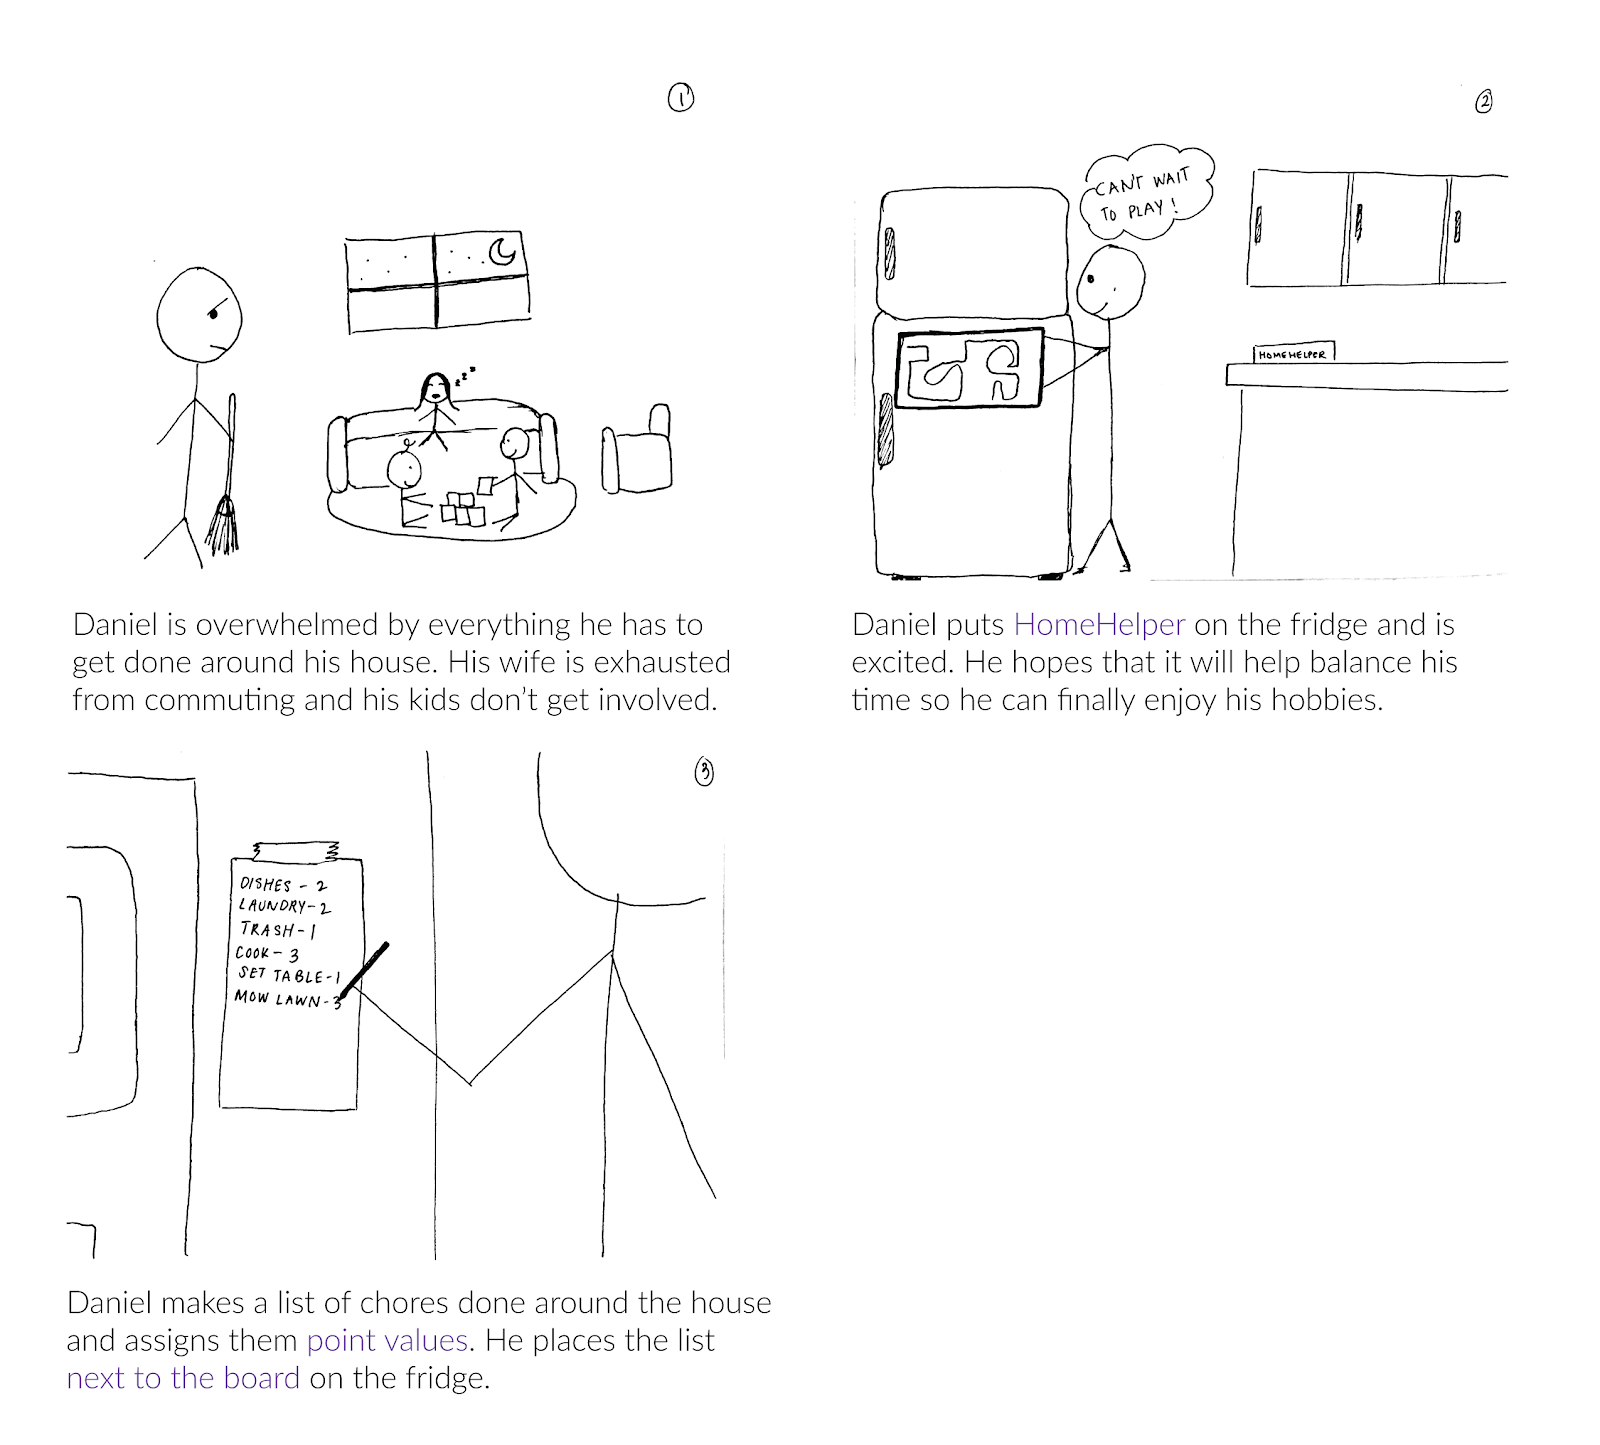 1
zzz
Daniel is overwhelmed by everything he has to
get done around his house. His wife is exhausted
from commuting and his kids don’t get involved.
2
CAN'T WAIT
TO PLAY!
HOMEHELPER
Daniel puts HomeHelper on the fridge and is
excited. He hopes that it will help balance his
time so he can finally enjoy his hobbies.
3
DISHES - 2
LAUNDRY - 2
TRASH - 1
COOK - 3
SET TABLE - 1
MOW LAWN - 3
Daniel makes a list of chores done around the house
and assigns them point values. He places the list
next to the board on the fridge.